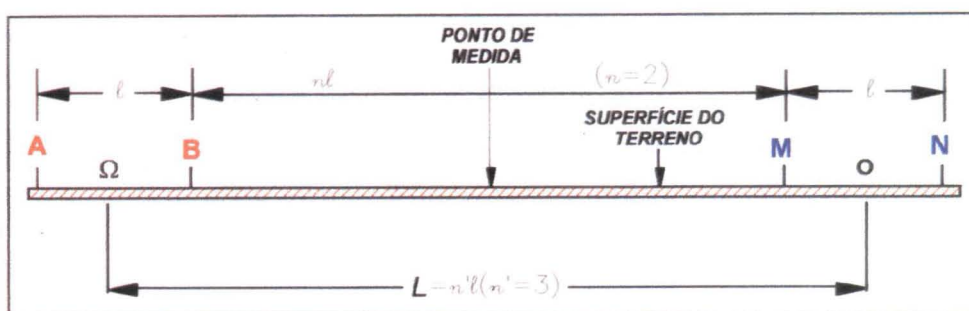 PONTO DE
MEDIDA
ℓ
nℓ
(n=2)
ℓ
SUPERFÍCIE DO
TERRENO
A
Ω
B
M
O
N
L=n'ℓ(n'=3)